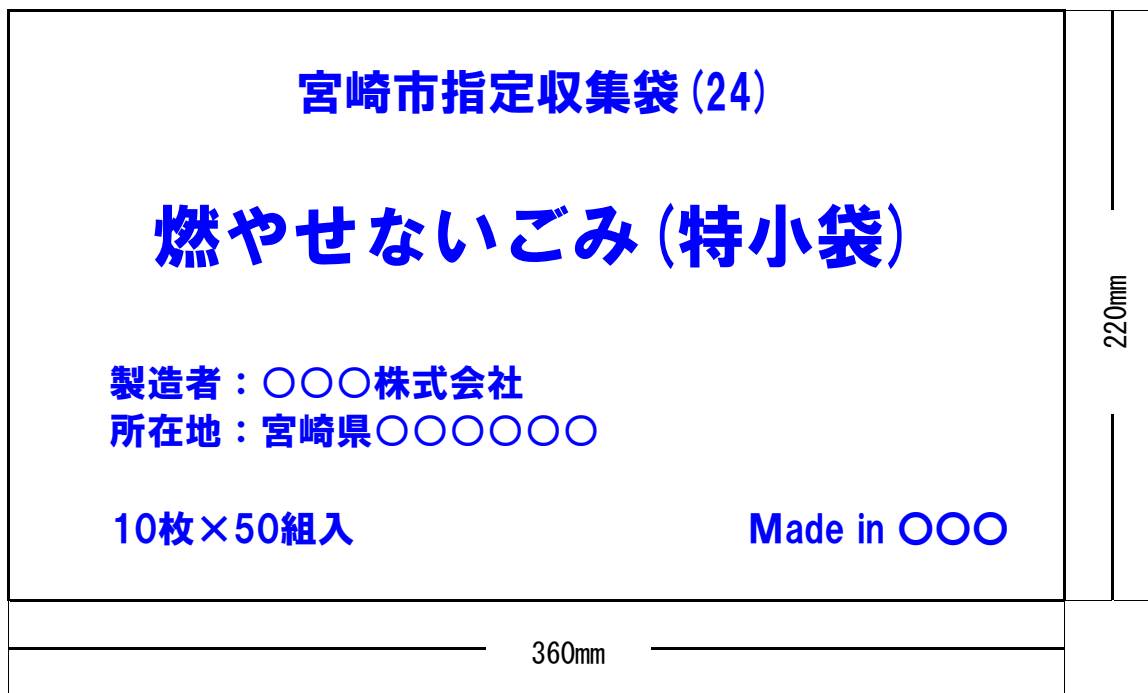 宮崎市指定収集袋(24)
燃やせないごみ(特小袋)
製造者:○○○株式会社
所在地:宮崎県○○○○○○
10枚×50組入 Made in ○○○
220mm
360mm